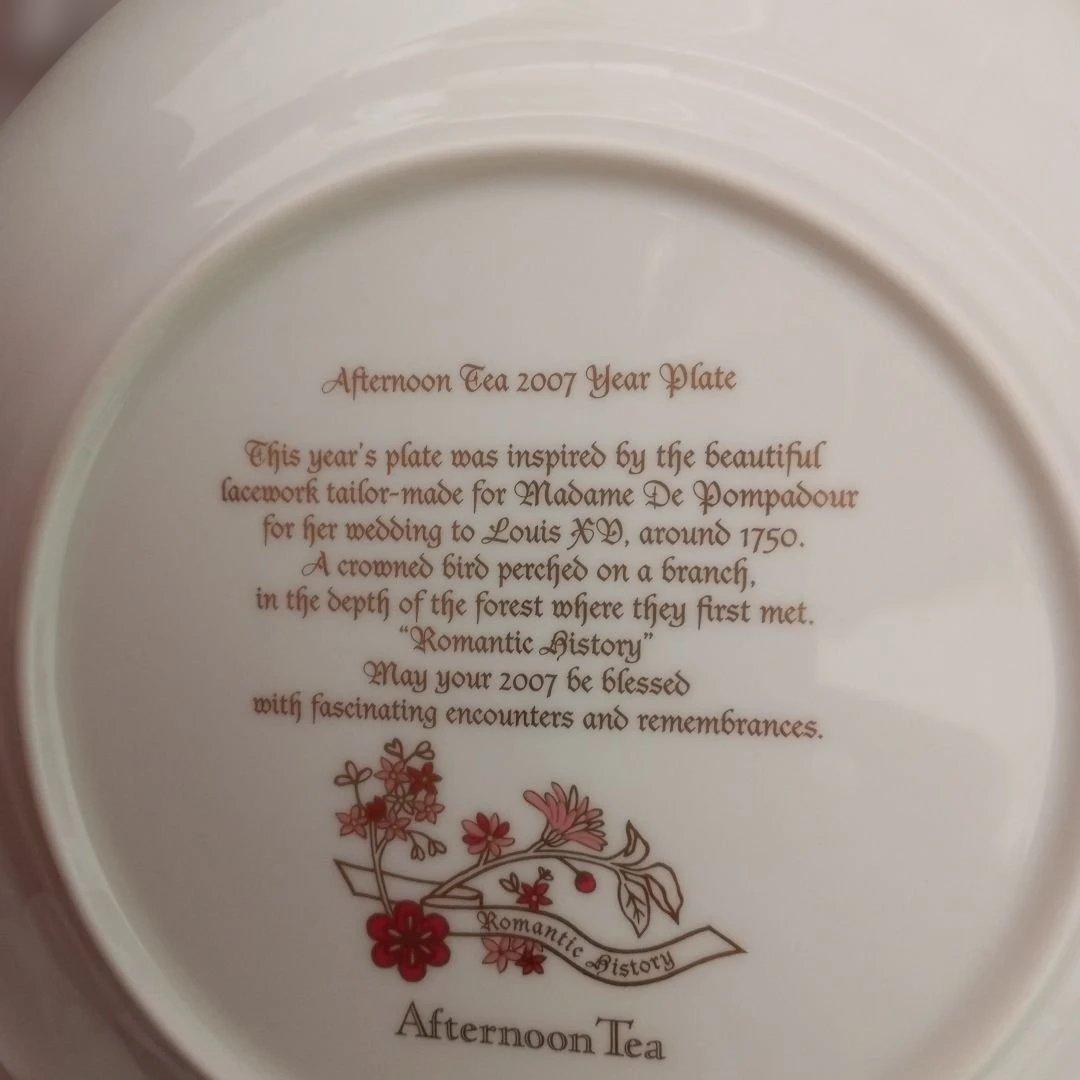 Afternoon Tea 2007 Year Plate
This year's plate was inspired by the beautiful
lacework tailor-made for Madame De Pompadour
for her wedding to Louis XV, around 1750.
A crowned bird perched on a branch,
in the depth of the forest where they first met.
“Romantic History”
May your 2007 be blessed
with fascinating encounters and remembrances.
Romantic History
Afternoon Tea